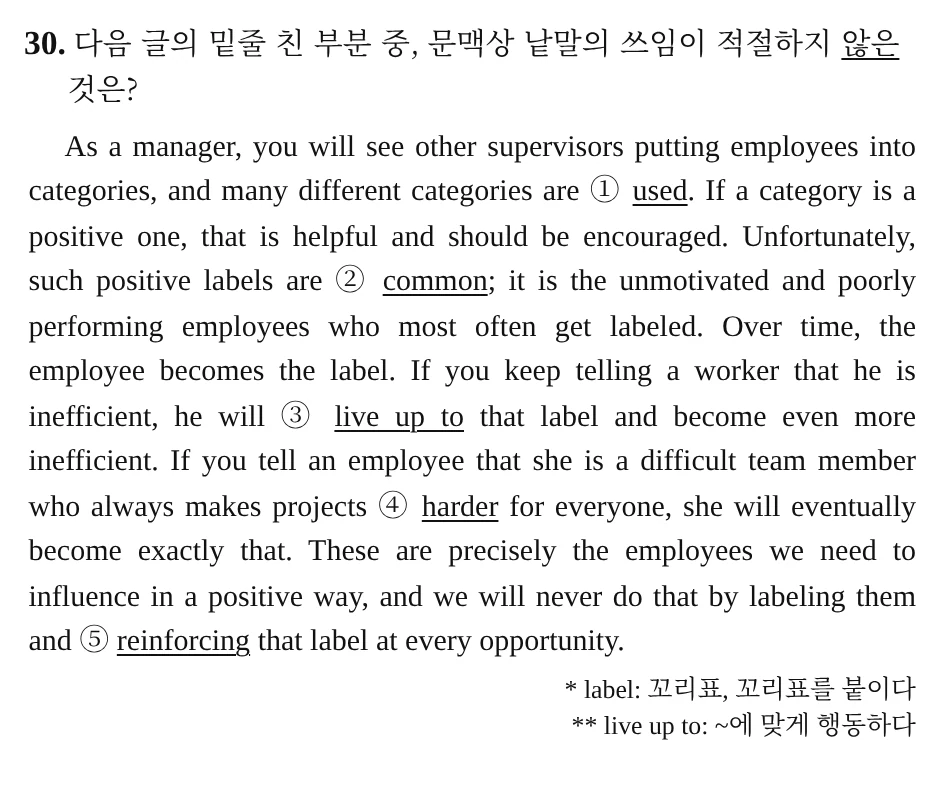 30. 다음 글의 밑줄 친 부분 중, 문맥상 낱말의 쓰임이 적절하지 않은
것은?
As a manager, you will see other supervisors putting employees into
categories, and many different categories are ① used. If a category is a
positive one, that is helpful and should be encouraged. Unfortunately,
such positive labels are ② common; it is the unmotivated and poorly
performing employees who most often get labeled. Over time, the
employee becomes the label. If you keep telling a worker that he is
inefficient, he will ③ live up to that label and become even more
inefficient. If you tell an employee that she is a difficult team member
who always makes projects ④ harder for everyone, she will eventually
become exactly that. These are precisely the employees we need to
influence in a positive way, and we will never do that by labeling them
and ⑤ reinforcing that label at every opportunity.
* label: 꼬리표, 꼬리표를 붙이다
** live up to: ~에 맞게 행동하다